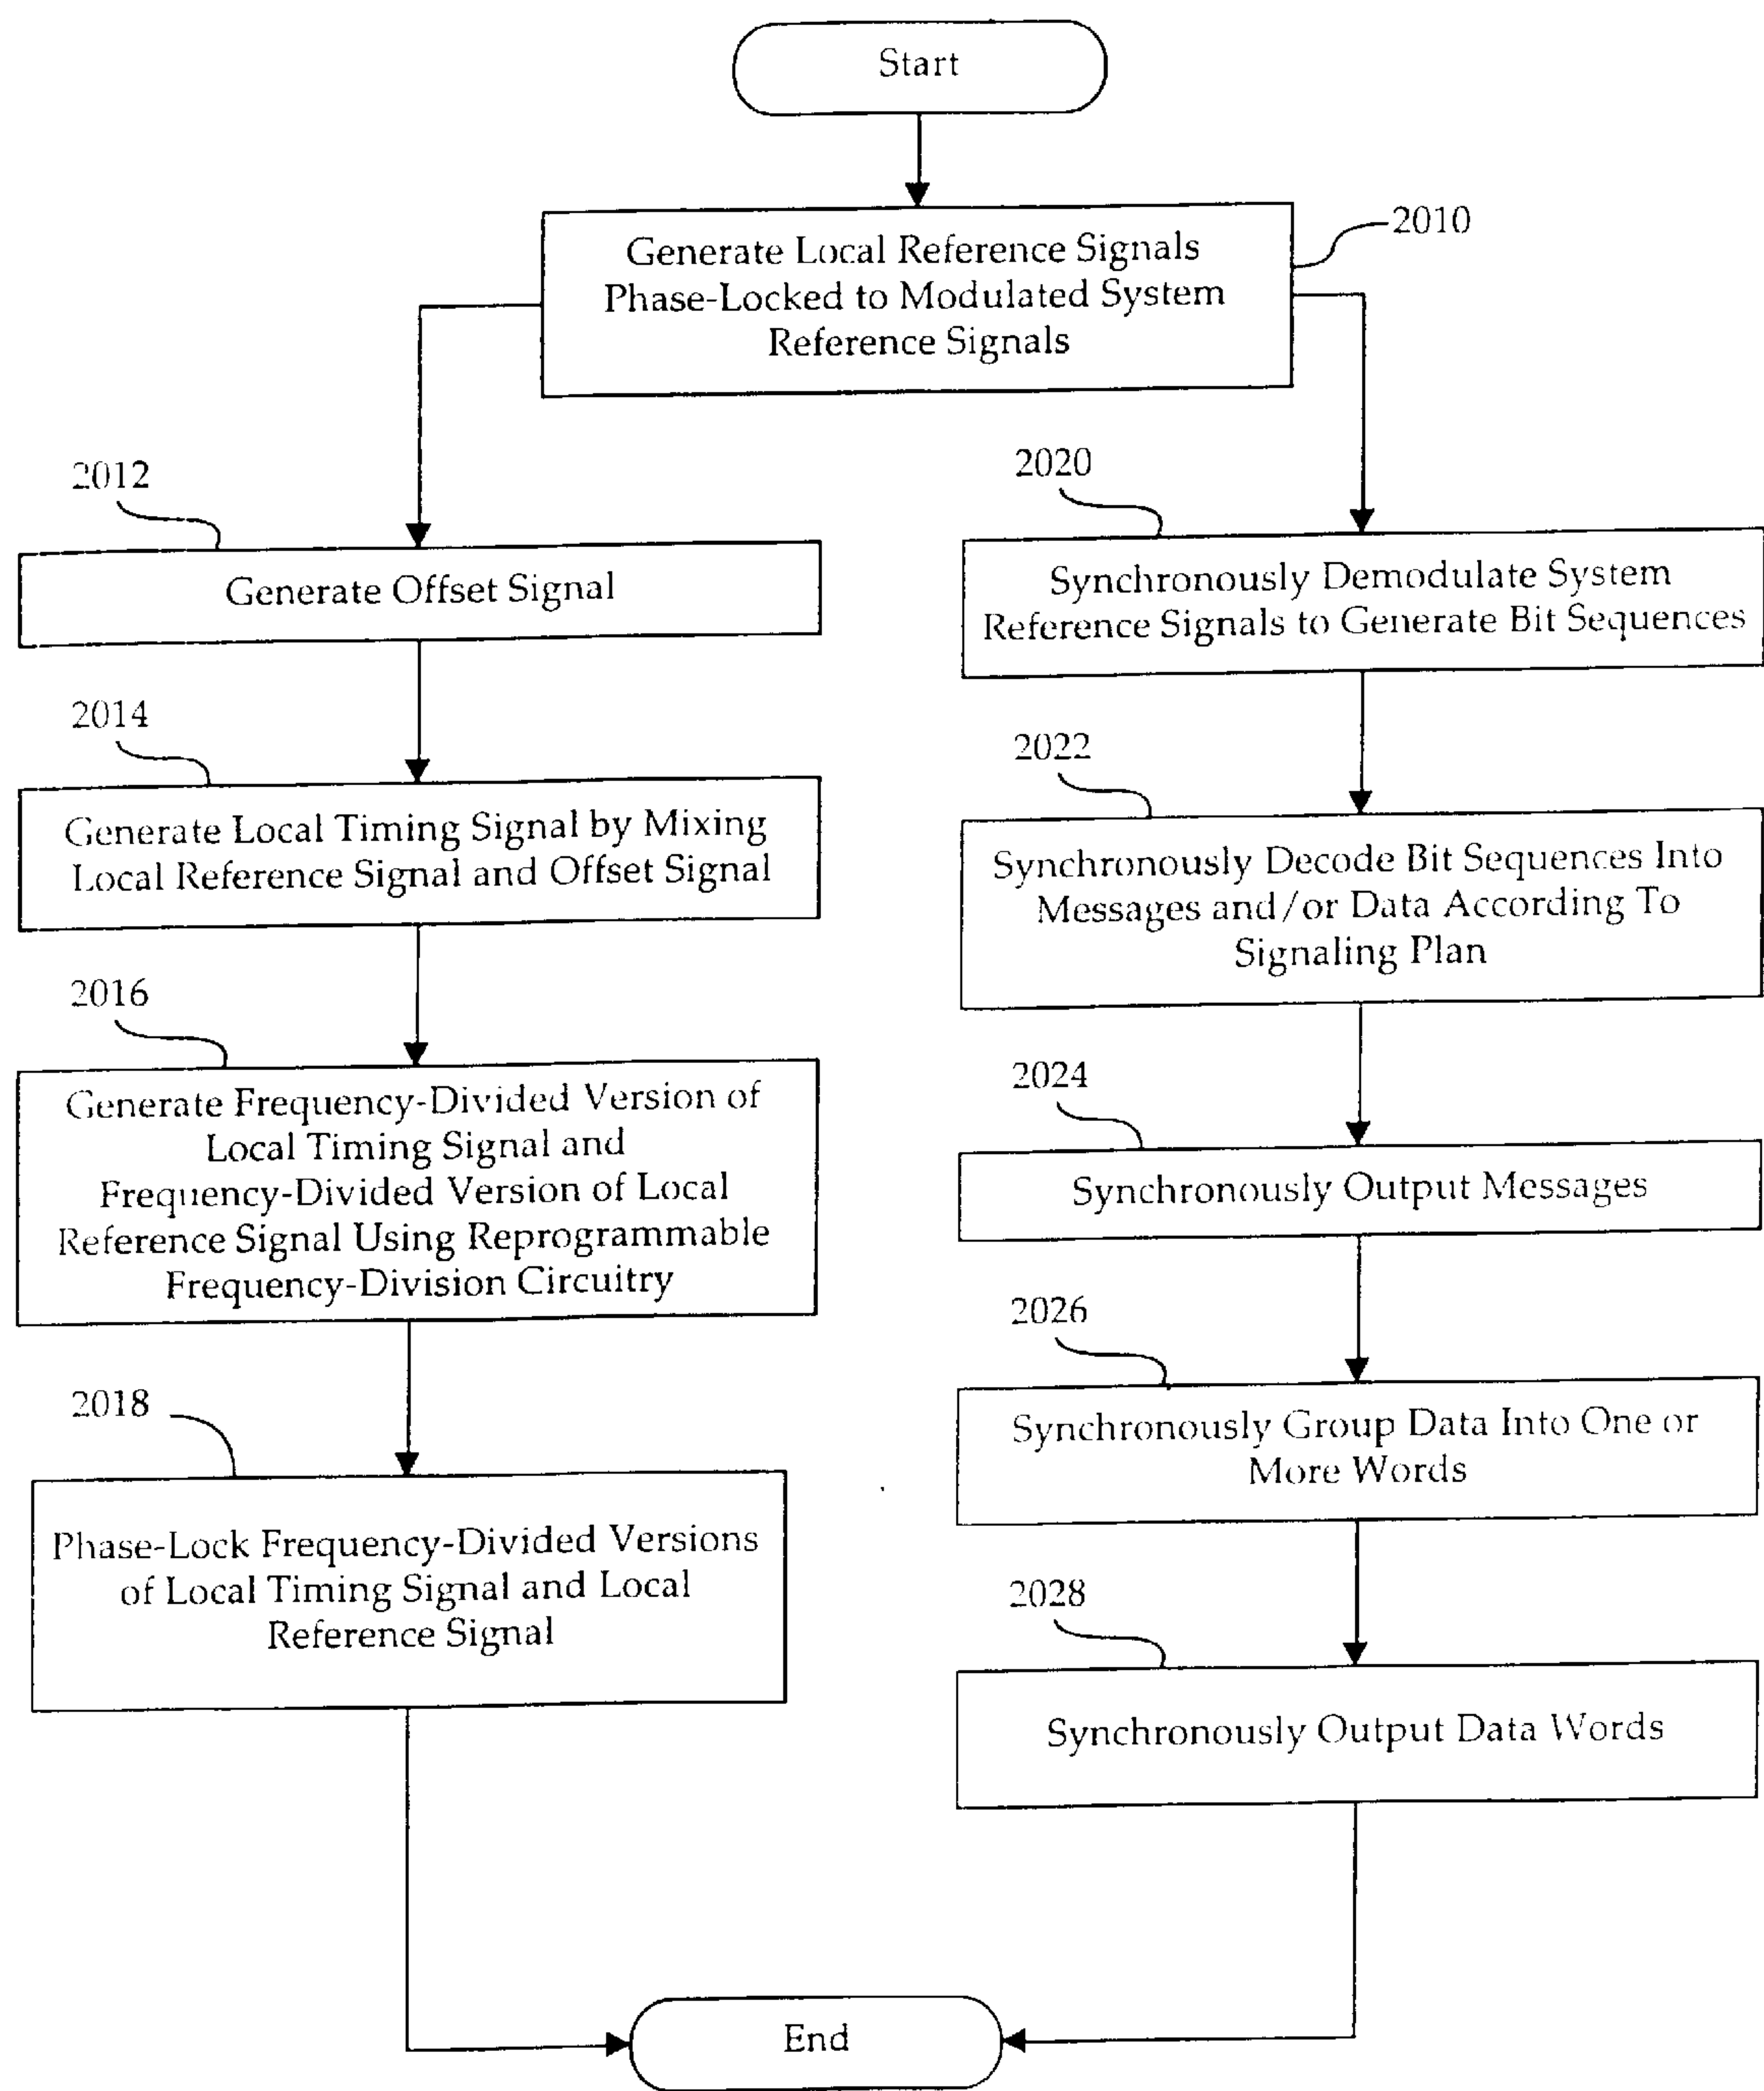 Start
2010
Generate Local Reference Signals
Phase-Locked to Modulated System
Reference Signals
2012
Generate Offset Signal
2014
Generate Local Timing Signal by Mixing
Local Reference Signal and Offset Signal
2016
Generate Frequency-Divided Version of
Local Timing Signal and
Frequency-Divided Version of Local
Reference Signal Using Reprogrammable
Frequency-Division Circuitry
2018
Phase-Lock Frequency-Divided Versions
of Local Timing Signal and Local
Reference Signal
2020
Synchronously Demodulate System
Reference Signals to Generate Bit Sequences
2022
Synchronously Decode Bit Sequences Into
Messages and/or Data According To
Signaling Plan
2024
Synchronously Output Messages
2026
Synchronously Group Data Into One or
More Words
2028
Synchronously Output Data Words
End